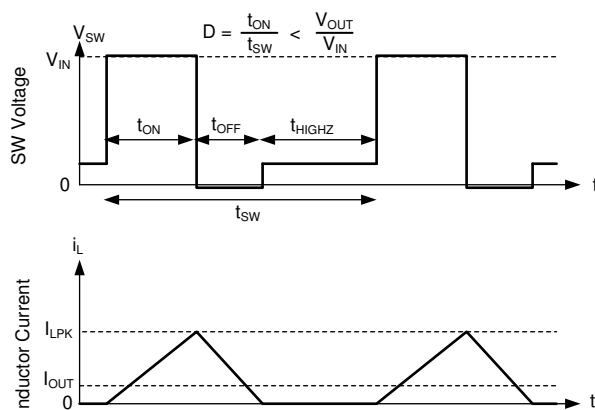 V_SW
D = t_ON / t_SW < V_OUT / V_IN
V_IN
SW Voltage
t_ON t_OFF t_HIGHZ
0
t
t_SW
i_L
nductor Current
I_LPK
I_OUT
0
t